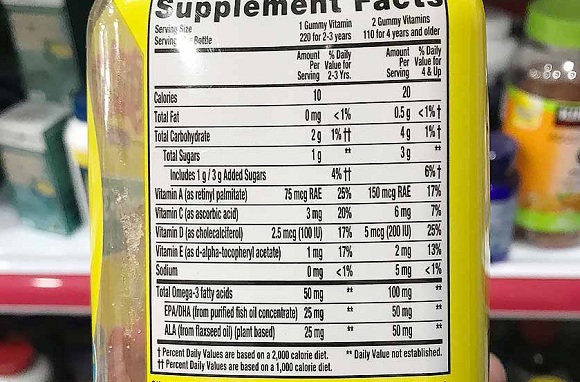 Supplement Facts
Serving Size 1 Gummy Vitamin 2 Gummy Vitamins
Serving Bottle 220 for 2-3 years 110 for 4 years and older
Amount Per Serving % Daily Value for 2-3 Yrs. Amount Per Serving % Daily Value for 4 & Up
Calories 10 20
Total Fat 0 mg <1% 0.5 g <1% †
Total Carbohydrate 2 g 1% †† 4 g 1% †
Total Sugars 1 g ** 3 g **
Includes 1 g / 3 g Added Sugars 4% †† 6% †
Vitamin A (as retinyl palmitate) 75 mcg RAE 25% 150 mcg RAE 17%
Vitamin C (as ascorbic acid) 3 mg 20% 6 mg 7%
Vitamin D (as cholecalciferol) 2.5 mcg (100 IU) 17% 5 mcg (200 IU) 25%
Vitamin E (as d-alpha-tocopheryl acetate) 1 mg 17% 2 mg 13%
Sodium 0 mg <1% 5 mg <1%
Total Omega-3 fatty acids 50 mg ** 100 mg **
EPA/DHA (from purified fish oil concentrate) 25 mg ** 50 mg **
ALA (from flaxseed oil) (plant based) 25 mg ** 50 mg **
† Percent Daily Values are based on a 2,000 calorie diet. ** Daily Value not established.
†† Percent Daily Values are based on a 1,000 calorie diet.